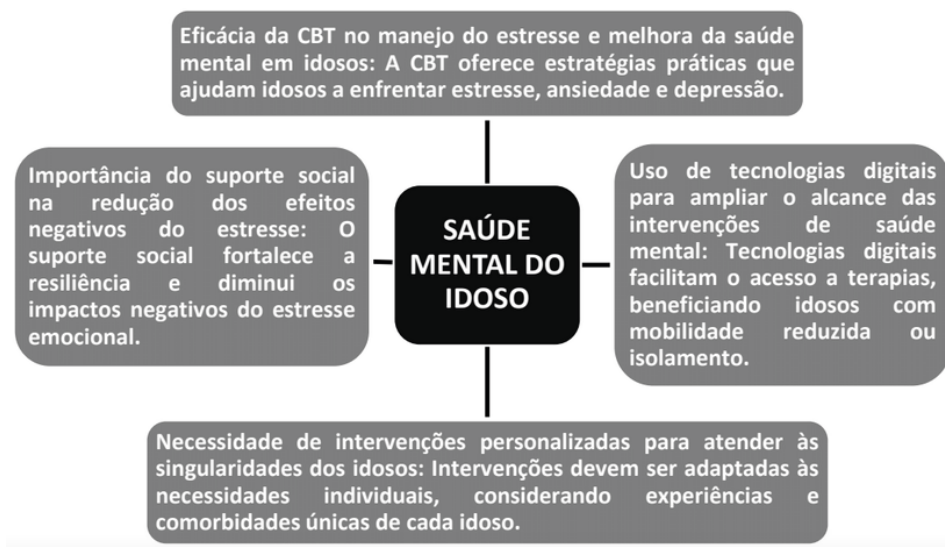 Eficácia da CBT no manejo do estresse e melhora da saúde
mental em idosos: A CBT oferece estratégias práticas que
ajudam idosos a enfrentar estresse, ansiedade e depressão.
Importância do suporte social
na redução dos efeitos
negativos do estresse: O
suporte social fortalece a
resiliência e diminui os
impactos negativos do estresse
emocional.
SAÚDE
MENTAL DO
IDOSO
Uso de tecnologias digitais
para ampliar o alcance das
intervenções de saúde
mental: Tecnologias digitais
facilitam o acesso a terapias,
beneficiando idosos com
mobilidade reduzida ou
isolamento.
Necessidade de intervenções personalizadas para atender às
singularidades dos idosos: Intervenções devem ser adaptadas às
necessidades individuais, considerando experiências e
comorbidades únicas de cada idoso.